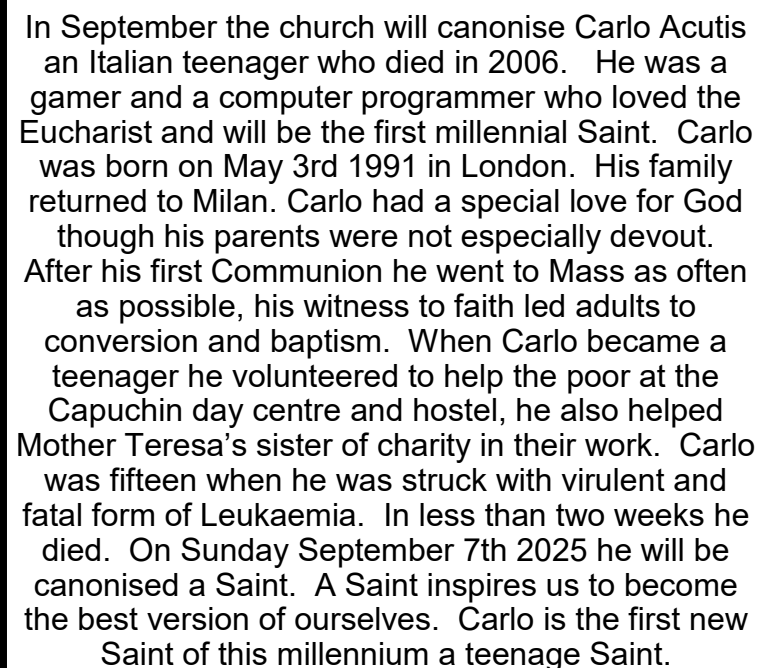 In September the church will canonise Carlo Acutis
an Italian teenager who died in 2006.   He was a
gamer and a computer programmer who loved the
Eucharist and will be the first millennial Saint.  Carlo
was born on May 3rd 1991 in London.  His family
returned to Milan. Carlo had a special love for God
though his parents were not especially devout.
After his first Communion he went to Mass as often
as possible, his witness to faith led adults to
conversion and baptism.  When Carlo became a
teenager he volunteered to help the poor at the
Capuchin day centre and hostel, he also helped
Mother Teresa’s sister of charity in their work.  Carlo
was fifteen when he was struck with virulent and
fatal form of Leukaemia.  In less than two weeks he
died.  On Sunday September 7th 2025 he will be
canonised a Saint.  A Saint inspires us to become
the best version of ourselves.  Carlo is the first new
Saint of this millennium a teenage Saint.